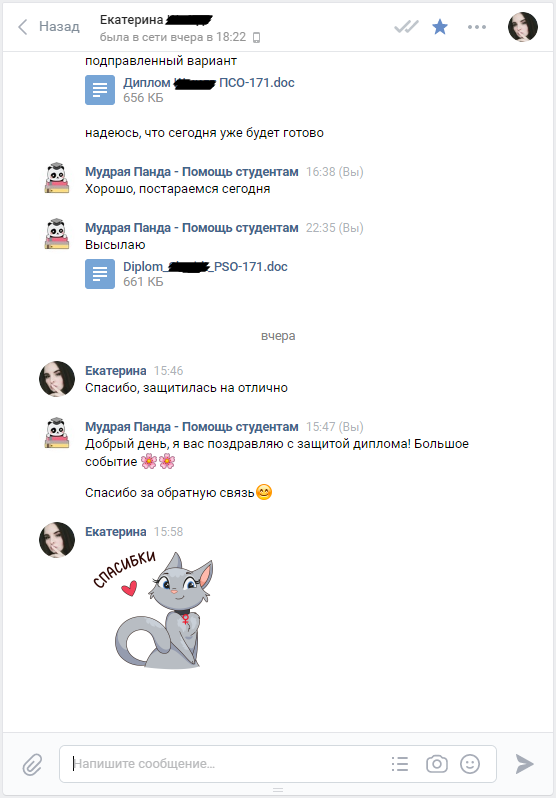 Назад
Екатерина
была в сети вчера в 18:22
подправленный вариант
Диплом ПСО-171.doc
656 КБ
надеюсь, что сегодня уже будет готово
Мудрая Панда - Помощь студентам 16:38 (Вы)
Хорошо, постараемся сегодня
Мудрая Панда - Помощь студентам 22:35 (Вы)
Высылаю
Diplom_ _PSO-171.doc
661 КБ
вчера
Екатерина 15:46
Спасибо, защитилась на отлично
Мудрая Панда - Помощь студентам 15:47 (Вы)
Добрый день, я вас поздравляю с защитой диплома! Большое
событие 🌸🌸
Спасибо за обратную связь😊
Екатерина 15:58
СПАСИБКИ
Напишите сообщение...